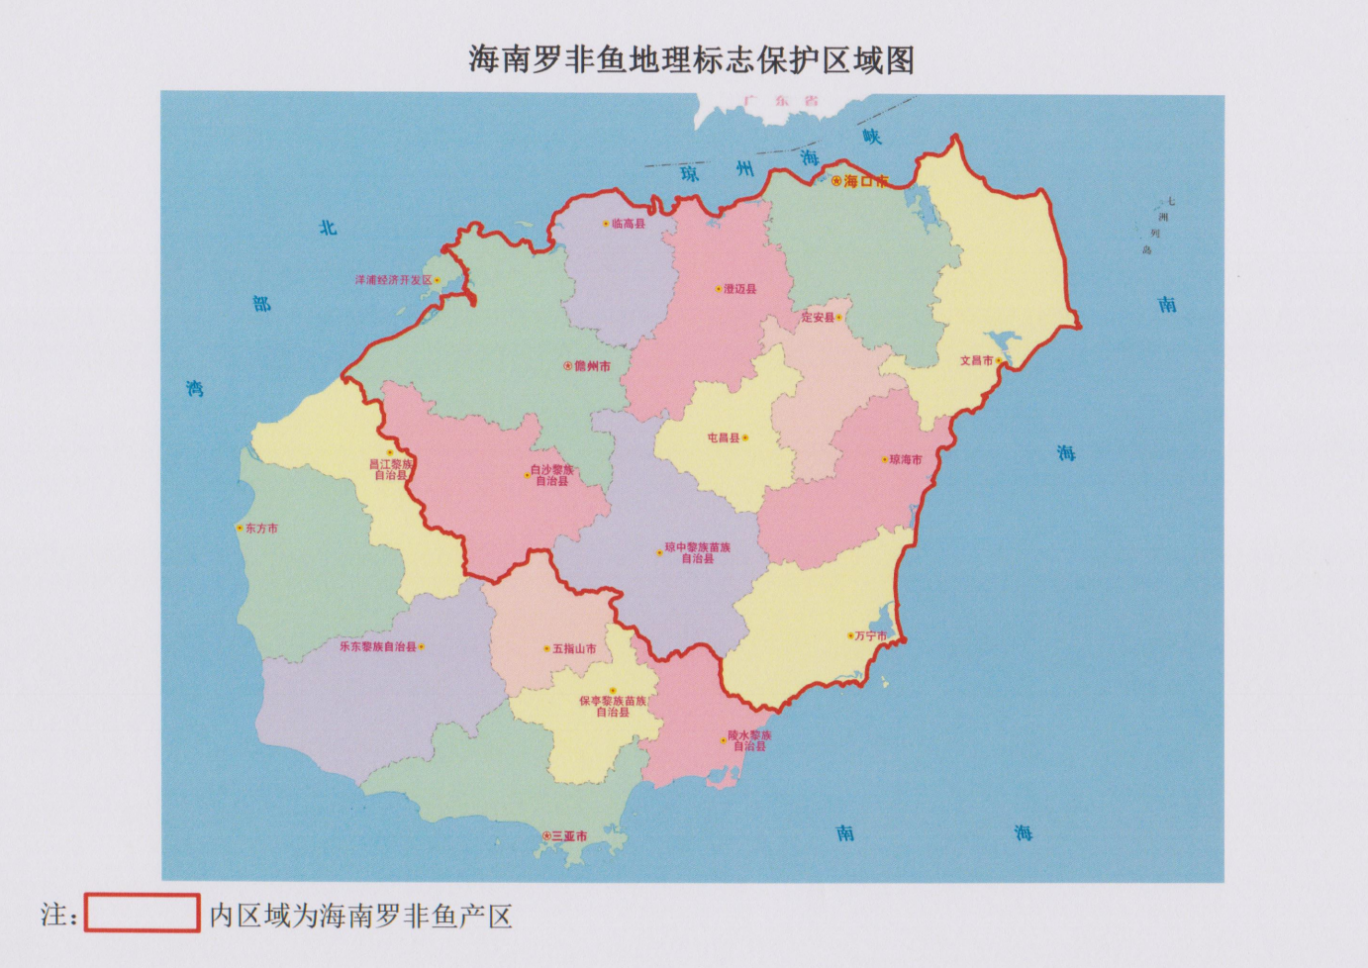 海南罗非鱼地理标志保护区域图
广东省
琼州海峡
海口市
北部湾
临高县
洋浦经济开发区
澄迈县
定安县
七洲列岛
南海
儋州市
文昌市
屯昌县
琼海市
昌江黎族
自治县
白沙黎族
自治县
东方市
琼中黎族苗族
自治县
乐东黎族自治县
五指山市
万宁市
保亭黎族苗族
自治县
陵水黎族
自治县
三亚市
南海
注：
内区域为海南罗非鱼产区